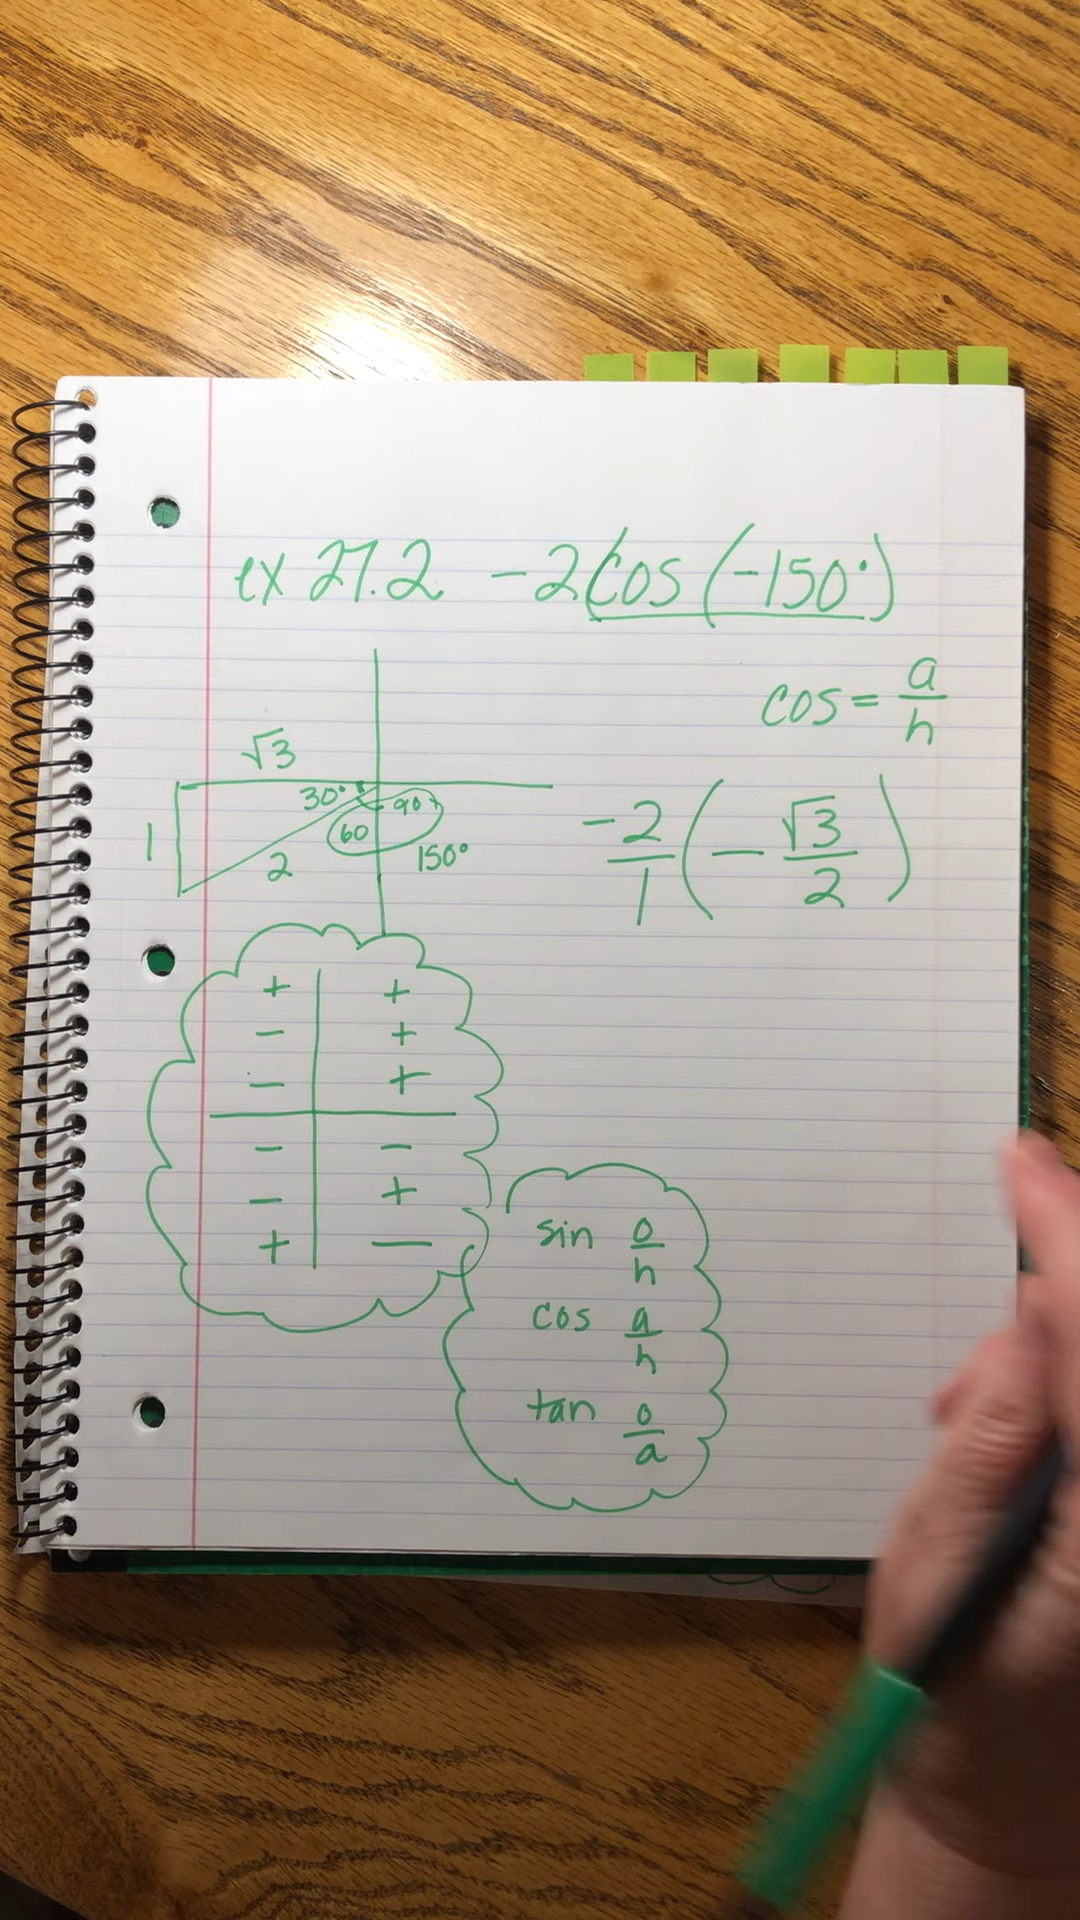 ex 27.2 -2cos(-150°)
cos = a/h
√3
30° 90
1 60
2 150°
-2/1 (- √3/2)
+ +
- +
- +
- -
- +
+ -
sin o/h
cos a/h
tan o/a